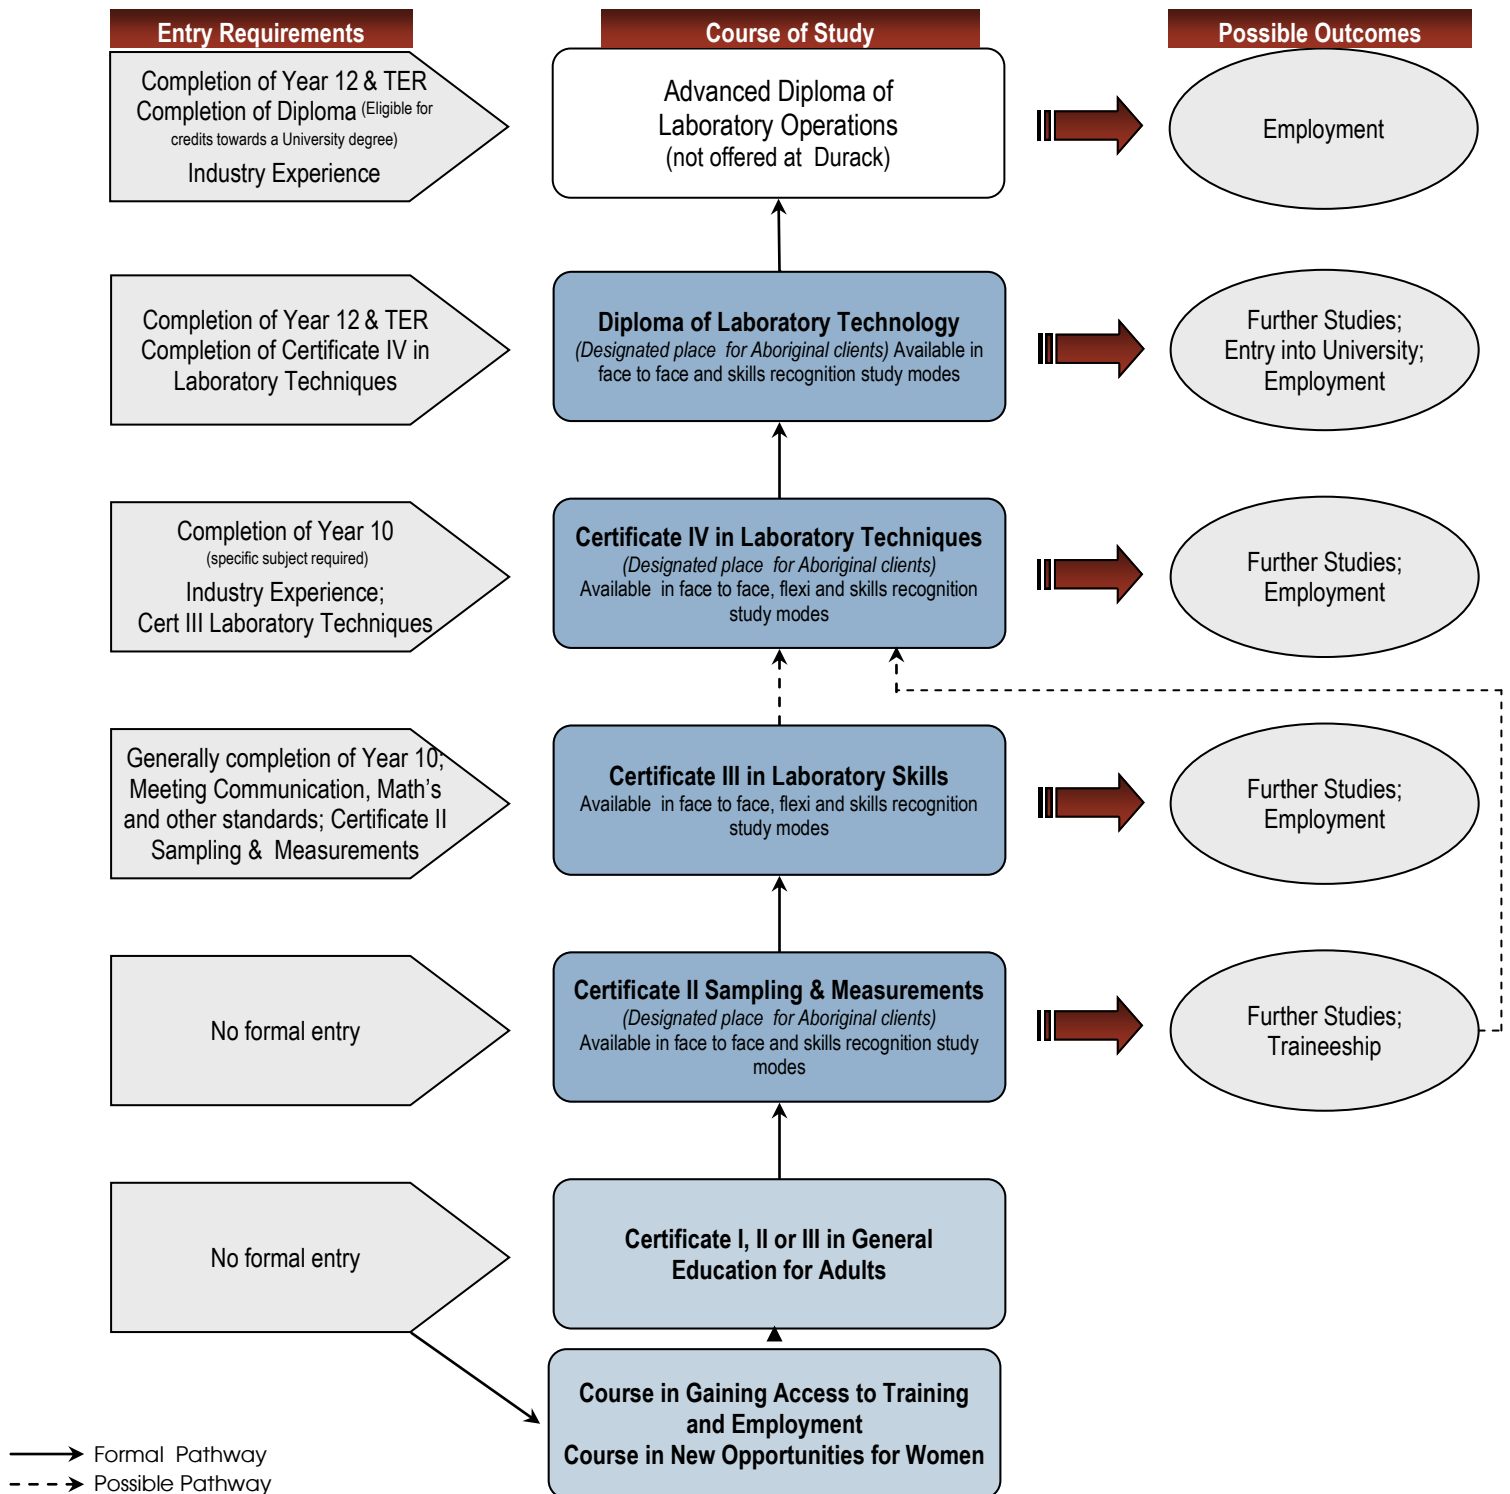 Entry Requirements
Course of Study
Possible Outcomes
Completion of Year 12 & TER
Completion of Diploma (Eligible for
credits towards a University degree)
Industry Experience
Advanced Diploma of
Laboratory Operations
(not offered at Durack)
Employment
Completion of Year 12 & TER
Completion of Certificate IV in
Laboratory Techniques
Diploma of Laboratory Technology
(Designated place for Aboriginal clients) Available in
face to face and skills recognition study modes
Further Studies;
Entry into University;
Employment
Completion of Year 10
(specific subject required)
Industry Experience;
Cert III Laboratory Techniques
Certificate IV in Laboratory Techniques
(Designated place for Aboriginal clients)
Available in face to face, flexi and skills recognition
study modes
Further Studies;
Employment
Generally completion of Year 10;
Meeting Communication, Math's
and other standards; Certificate II
Sampling & Measurements
Certificate III in Laboratory Skills
Available in face to face, flexi and skills recognition
study modes
Further Studies;
Employment
No formal entry
Certificate II Sampling & Measurements
(Designated place for Aboriginal clients)
Available in face to face and skills recognition study
modes
Further Studies;
Traineeship
No formal entry
Certificate I, II or III in General
Education for Adults
Course in Gaining Access to Training
and Employment
Course in New Opportunities for Women
Formal Pathway
Possible Pathway